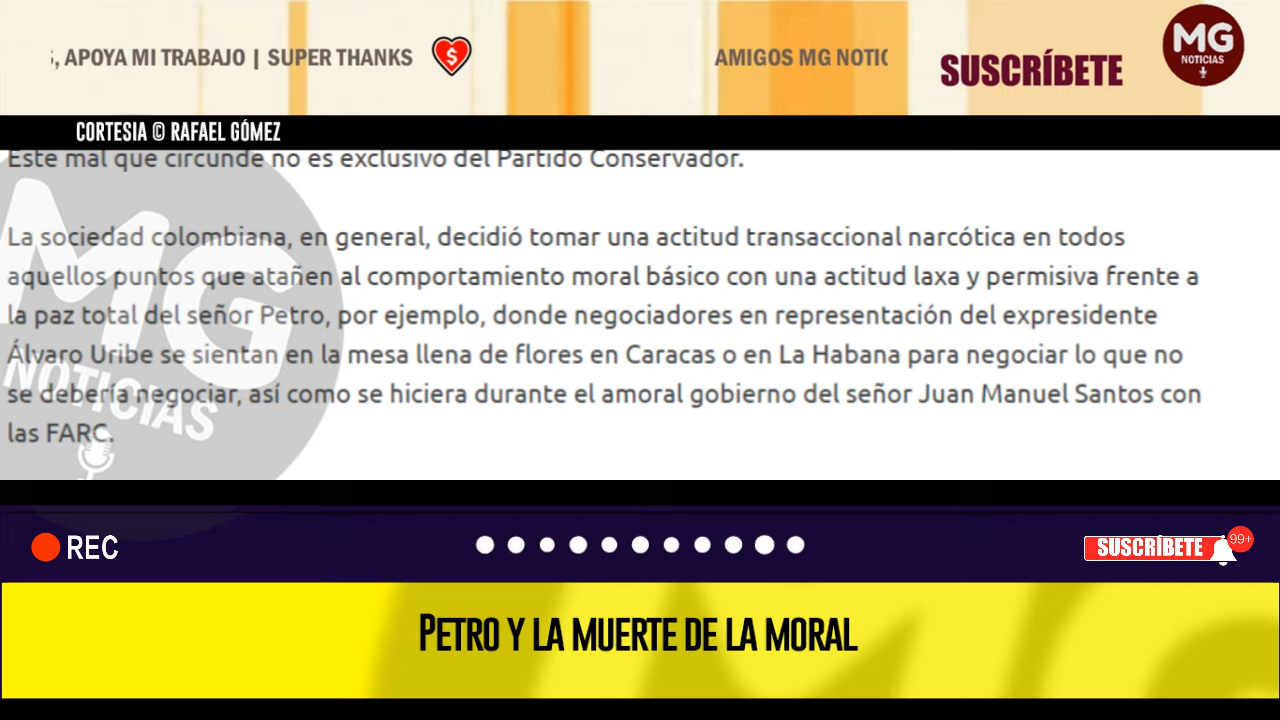 , APOYA MI TRABAJO | SUPER THANKS
$
AMIGOS MG NOTIC
SUSCRÍBETE
MG
NOTICIAS
CORTESIA © RAFAEL GÓMEZ
Este mal que circunde no es exclusivo del Partido Conservador.
La sociedad colombiana, en general, decidió tomar una actitud transaccional narcótica en todos
aquellos puntos que atañen al comportamiento moral básico con una actitud laxa y permisiva frente a
la paz total del señor Petro, por ejemplo, donde negociadores en representación del expresidente
Álvaro Uribe se sientan en la mesa llena de flores en Caracas o en La Habana para negociar lo que no
se debería negociar, así como se hiciera durante el amoral gobierno del señor Juan Manuel Santos con
las FARC.
MG
NOTICIAS
REC
SUSCRÍBETE
99+
PETRO Y LA MUERTE DE LA MORAL